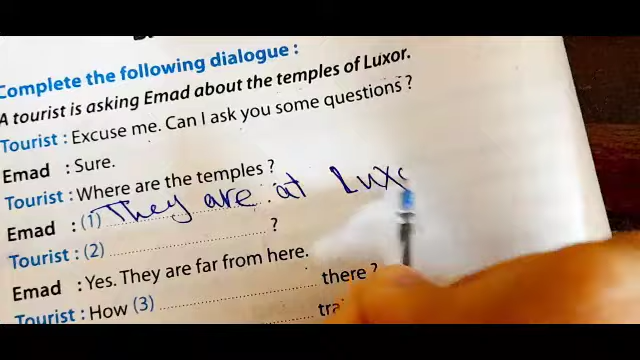 Complete the following dialogue :
A tourist is asking Emad about the temples of Luxor.
Tourist : Excuse me. Can I ask you some questions ?
Emad : Sure.
Tourist : Where are the temples ?
Emad : (1) They are at Lux
Tourist : (2) .................... ?
Emad : Yes. They are far from here.
Tourist : How (3) .................... there ?